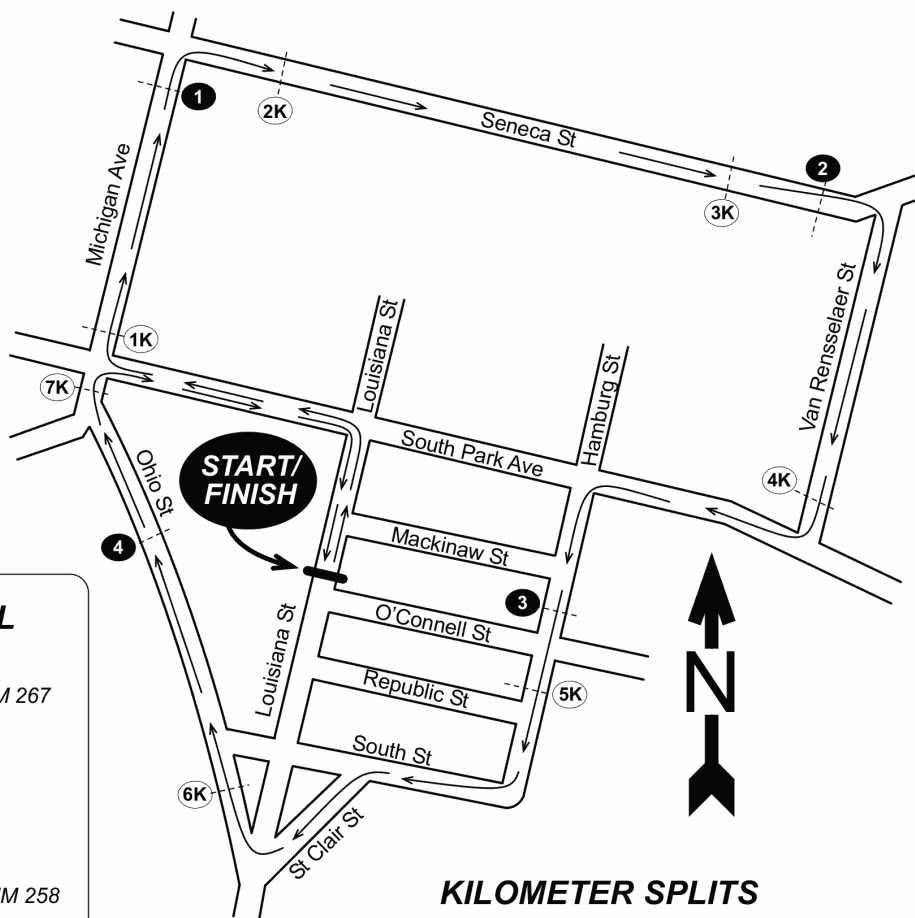 1
2K
Seneca St
2
3K
Michigan Ave
Van Rensselaer St
1K
Louisiana St
7K
Hamburg St
South Park Ave
4K
START/
FINISH
Ohio St
4
Mackinaw St
3
L
O'Connell St
Louisiana St
N
M 267
Republic St
5K
South St
6K
St Clair St
M 258
KILOMETER SPLITS